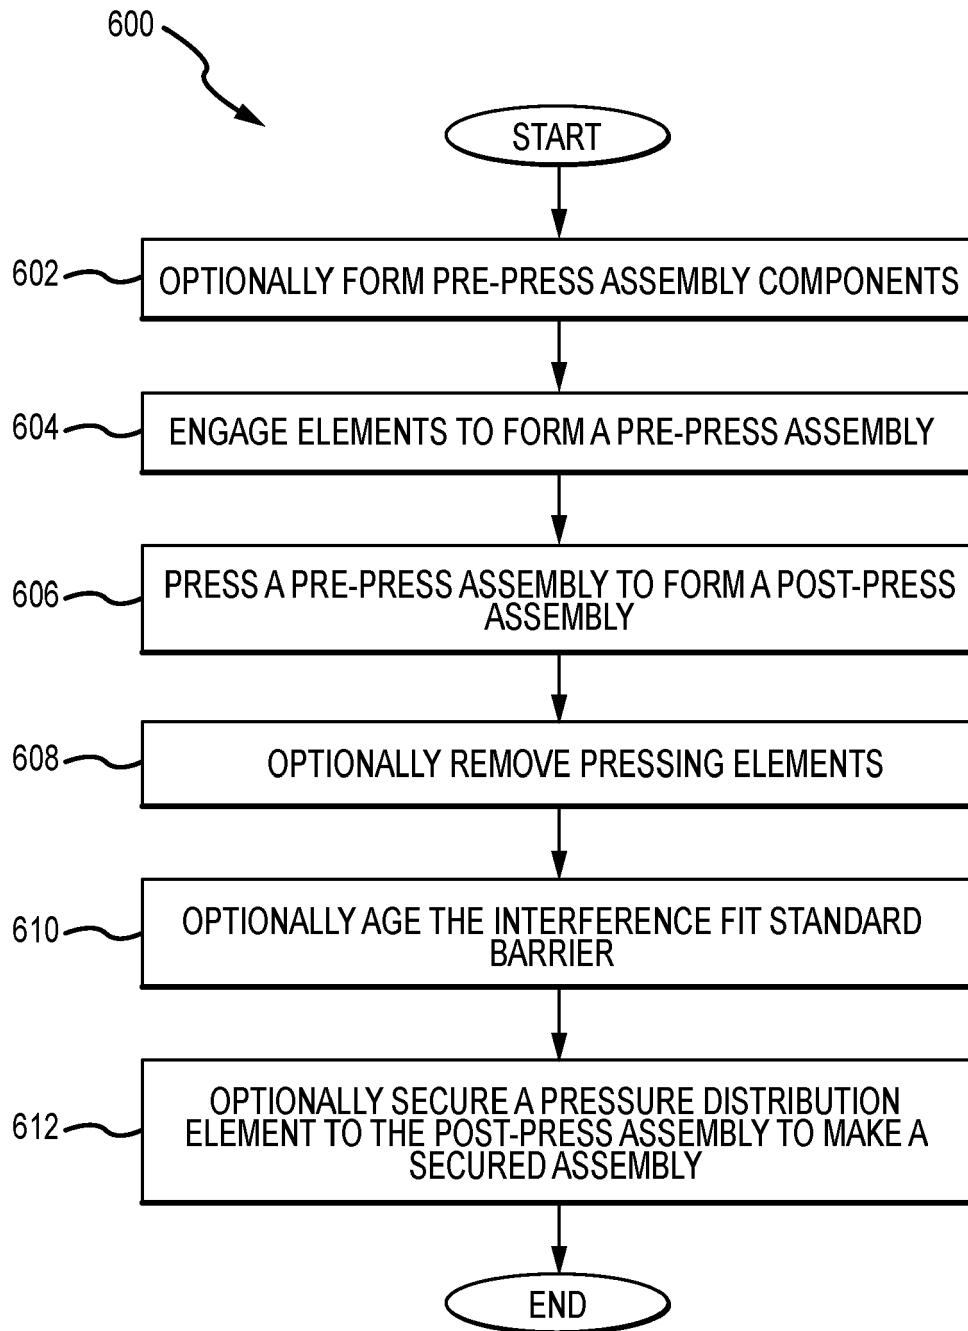 600
START
602
OPTIONALLY FORM PRE-PRESS ASSEMBLY COMPONENTS
604
ENGAGE ELEMENTS TO FORM A PRE-PRESS ASSEMBLY
606
PRESS A PRE-PRESS ASSEMBLY TO FORM A POST-PRESS
ASSEMBLY
608
OPTIONALLY REMOVE PRESSING ELEMENTS
610
OPTIONALLY AGE THE INTERFERENCE FIT STANDARD
BARRIER
612
OPTIONALLY SECURE A PRESSURE DISTRIBUTION
ELEMENT TO THE POST-PRESS ASSEMBLY TO MAKE A
SECURED ASSEMBLY
END